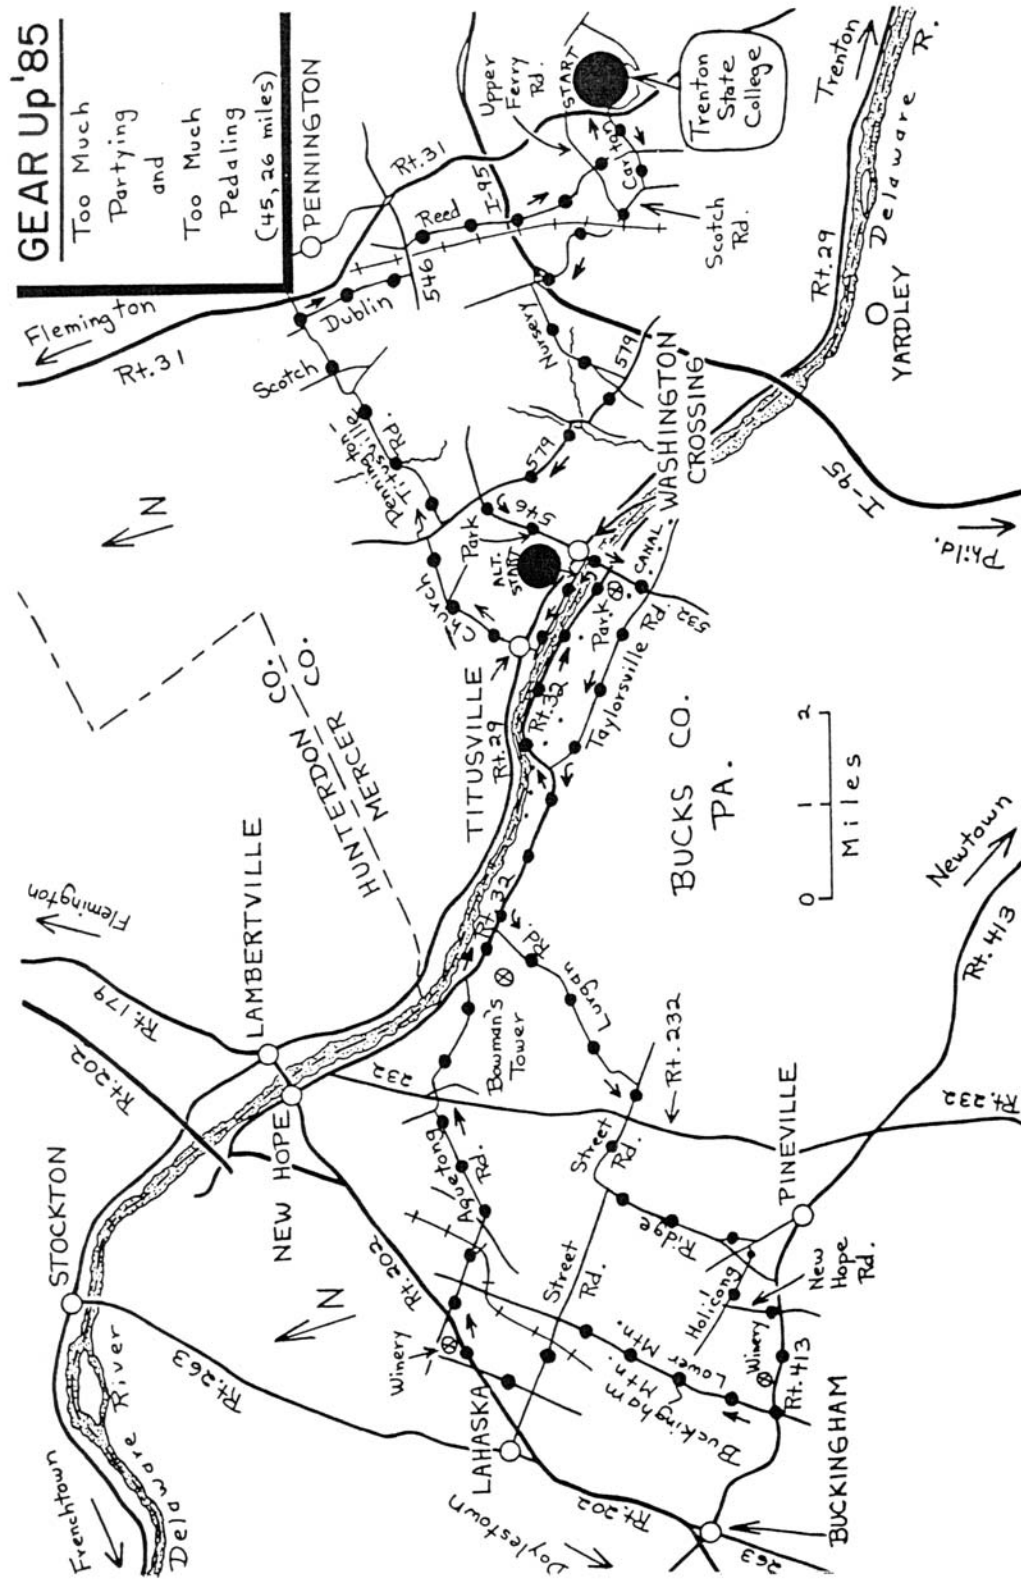 GEAR Up '85
Too Much
Partying
and
Too Much
Pedaling
(45, 26 miles)
Frenchtown
STOCKTON
Delaware River
Rt. 263
Rt. 202
Rt. 179
Flemington
LAMBERTVILLE
NEW HOPE
N
HUNTERDON CO.
MERCER CO.
N
Flemington
Rt. 31
PENNINGTON
Rt. 31
Scotch
Dublin
546
Reed
I-95
Upper
Ferry
Rd.
START
Carlton
Trenton
State
College
Scotch
Rd.
Pennington-
Titusville
Rd.
Nursery
579
579
Church
Park
546
ALT.
START
TITUSVILLE
Rt. 29
WASHINGTON
CROSSING
CANAL
Park
532
Rt. 32
Taylorsville Rd.
Rt. 29
Trenton
Delaware R.
YARDLEY
I-95
Phila.
BUCKS CO.
PA.
0 1 2
Miles
Rt. 32
Lurgan Rd.
Bowman's
Tower
232
Aquetong
Rd.
Rt. 202
Winery
LAHASKA
Street
Rd.
Street
Rd.
Rt. 232
Ridge
Holicong
New
Hope
Rd.
PINEVILLE
Rt. 232
Rt. 413
Newtown
Lower Mtn.
Buckingham
Mtn.
Winery
Rt. 413
Rt. 202
Doylestown
263
BUCKINGHAM